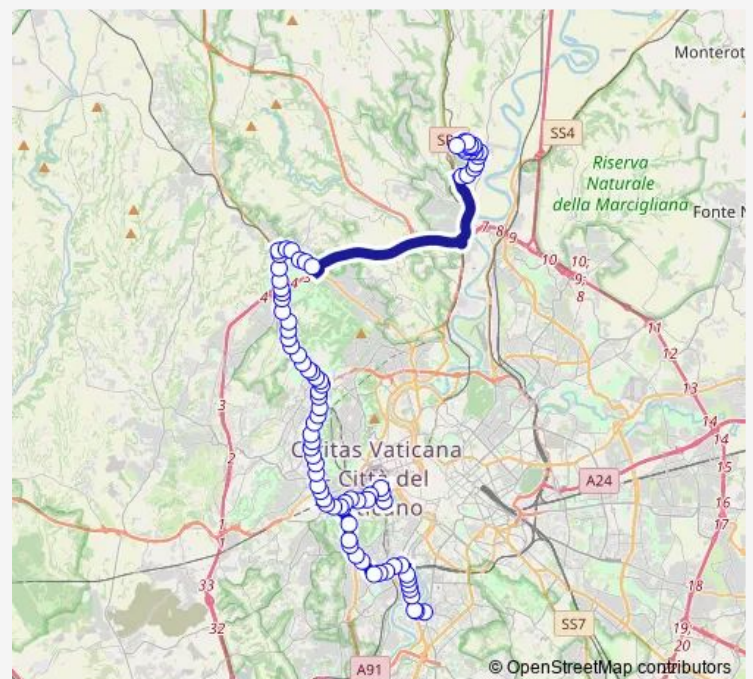 Monterot
SS4
Riserva
Naturale
della Marcigliana
Fonte N
7 8 9
10
10;
9;
8
4
11
12
3
13
14
14
2
Civitas Vaticana
- Città del
Vaticano
A24
15
16
17
1
1
33
18
32
SS7
19
20
A91
© OpenStreetMap contributors